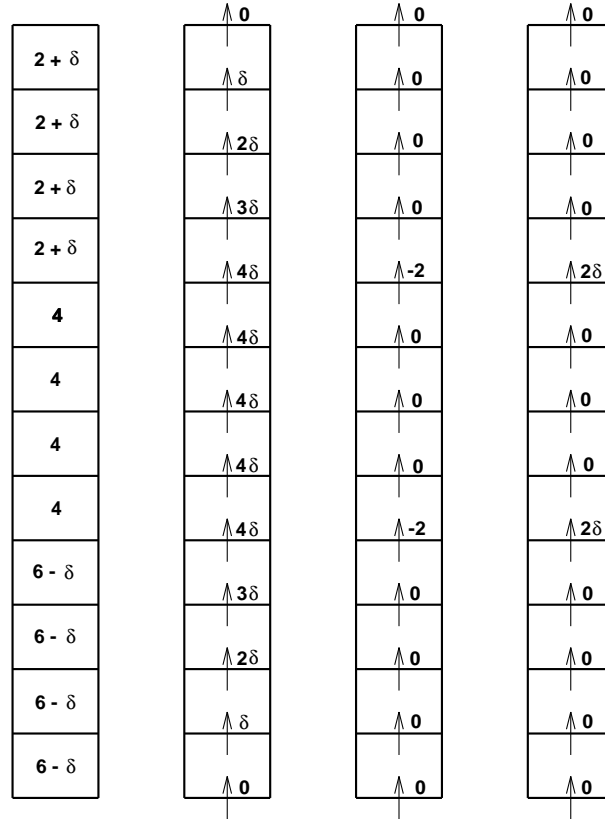 0 0 0
2 + δ δ 0 0
2 + δ 2δ 0 0
2 + δ 3δ 0 0
2 + δ 4δ -2 2δ
4 4δ 0 0
4 4δ 0 0
4 4δ 0 0
4 4δ -2 2δ
6 - δ 3δ 0 0
6 - δ 2δ 0 0
6 - δ δ 0 0
6 - δ 0 0 0